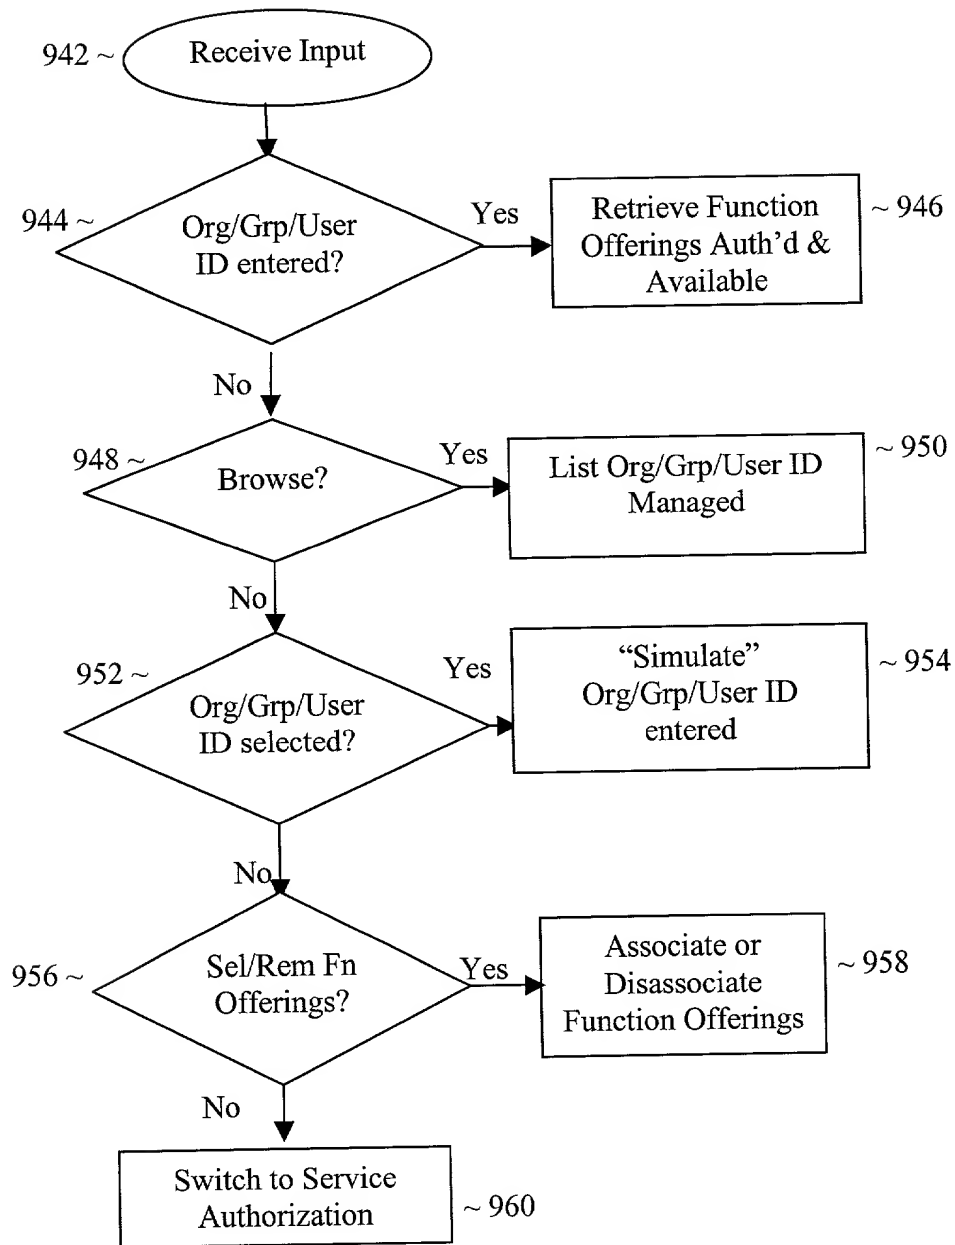 942 ~
Receive Input
944 ~
Org/Grp/User
ID entered?
Yes
Retrieve Function
Offerings Auth’d &
Available
~ 946
No
948 ~
Browse?
Yes
List Org/Grp/User ID
Managed
~ 950
No
952 ~
Org/Grp/User
ID selected?
Yes
“Simulate”
Org/Grp/User ID
entered
~ 954
No
956 ~
Sel/Rem Fn
Offerings?
Yes
Associate or
Disassociate
Function Offerings
~ 958
No
Switch to Service
Authorization
~ 960